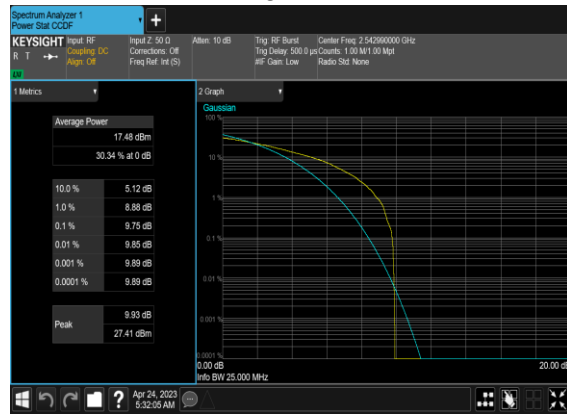 Spectrum Analyzer 1
Power Stat CCDF
+
KEYSIGHT
R T
LW
Input: RF
Coupling: DC
Align: Off
Input Z: 50 Ω
Corrections: Off
Freq Ref: Int (S)
Atten: 10 dB
Trig: RF Burst
Trig Delay: 500.0 µs
#IF Gain: Low
Center Freq: 2.542990000 GHz
Counts: 1.00 M/1.00 Mpt
Radio Std: None
1 Metrics
Average Power
17.48 dBm
30.34 % at 0 dB
10.0 % 5.12 dB
1.0 % 8.88 dB
0.1 % 9.75 dB
0.01 % 9.85 dB
0.001 % 9.89 dB
0.0001 % 9.89 dB
Peak
9.93 dB
27.41 dBm
2 Graph
Gaussian
100 %
10 %
1 %
0.1 %
0.01 %
0.001 %
0.0001 %
0.00 dB
20.00 dB
Info BW 25.000 MHz
?
Apr 24, 2023
5:32:05 AM